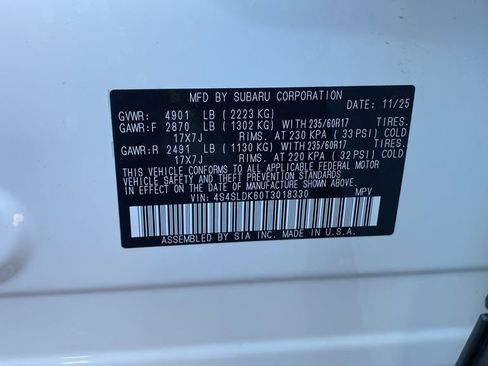 MFD BY SUBARU CORPORATION
DATE: 11/25
GVWR: 4901 LB (2223 KG)
GAWR:F 2870 LB (1302 KG) WITH 235/60R17 TIRES.
17X7J RIMS. AT 230 KPA (33 PSI) COLD
GAWR:R 2491 LB (1130 KG) WITH 235/60R17 TIRES.
17X7J RIMS. AT 220 KPA (32 PSI) COLD
THIS VEHICLE CONFORMS TO ALL APPLICABLE FEDERAL MOTOR
VEHICLE SAFETY AND THEFT PREVENTION STANDARDS IN EFFECT
ON THE DATE OF MANUFACTURE SHOWN ABOVE.
VIN: 4S4SLDK60T3018330 MPV
ASSEMBLED BY SIA INC. MADE IN U.S.A.